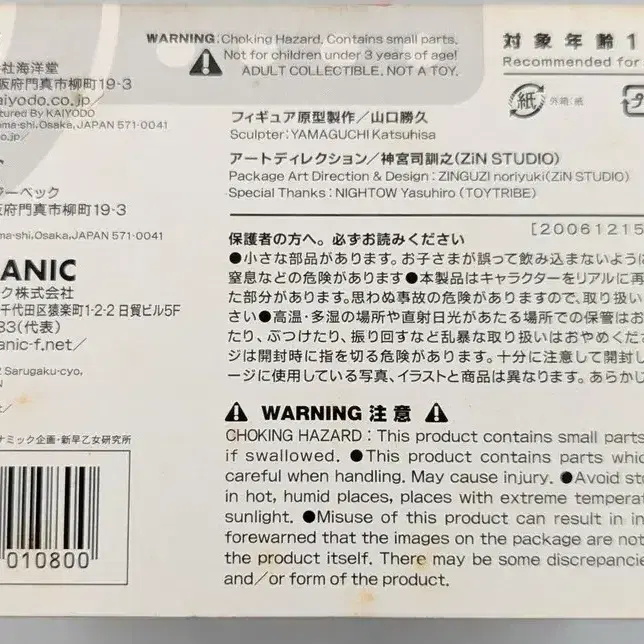 社海洋堂
阪府門真市柳町19-3
kaiyodo.co.jp/
tured By KAIYODO
ma-shi, Osaka, JAPAN 571-0041
o.jp/
ーベック
府門真市柳町19-3
-shi, Osaka, JAPAN 571-0041
ANIC
ク株式会社
千代田区猿楽町1-2-2 日貿ビル5F
83(代表)
anic-f.net/
2 Sarugaku-cyo,
ナミック企画・新早乙女研究所
010800
WARNING: Choking Hazard. Contains small parts.
Not for children under 3 years of age!
ADULT COLLECTIBLE, NOT A TOY.
対象年齢1
Recommended for
紙
外箱:紙
フィギュア原型製作/山口勝久
Sculpter:YAMAGUCHI Katsuhisa
アートディレクション/神宮司訓之(ZiN STUDIO)
Package Art Direction & Design : ZINGUZI noriyuki(ZiN STUDIO)
Special Thanks : NIGHTOW Yasuhiro (TOYTRIBE)
[20061215
保護者の方へ。必ずお読みください
●小さな部品があります。お子さまが誤って飲み込まないように
窒息などの危険があります●本製品はキャラクターをリアルに再
た部分があります。思わぬ事故の危険がありますので、取り扱い
●高温・多湿の場所や直射日光があたる場所での保管はお
たり、ぶつけたり、振り回すなど乱暴な取り扱いはおやめくだ
ジは開封時に指を切る危険があります。十分に注意して開封し
ージに使用している写真、イラストと商品は異なります。あらかじ
WARNING 注意
CHOKING HAZARD : This product contains small parts
if swallowed. ●This product contains parts whic
careful when handling. May cause injury. ●Avoid sto
in hot, humid places, places with extreme temperat
sunlight. ●Misuse of this product can result in in
forewarned that the images on the package are not
the product itself. There may be some discrepancie
and/or form of the product.